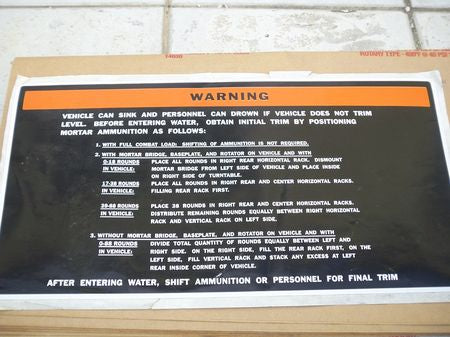 T4030
ROTARY TYPE
WARNING
VEHICLE CAN SINK AND PERSONNEL CAN DROWN IF VEHICLE DOES NOT TRIM
LEVEL. BEFORE ENTERING WATER, OBTAIN INITIAL TRIM BY POSITIONING
MORTAR AMMUNITION AS FOLLOWS:
1. WITH FULL COMBAT LOAD: SHIFTING OF AMMUNITION IS NOT REQUIRED.
2. WITH MORTAR BRIDGE, BASEPLATE, AND ROTATOR ON VEHICLE AND WITH
0-16 ROUNDS PLACE ALL ROUNDS IN RIGHT REAR HORIZONTAL RACK. DISMOUNT
IN VEHICLE: MORTAR BRIDGE FROM LEFT SIDE OF VEHICLE AND PLACE INSIDE
ON RIGHT SIDE OF TURNTABLE.
17-38 ROUNDS PLACE ALL ROUNDS IN RIGHT REAR AND CENTER HORIZONTAL RACKS.
IN VEHICLE: FILLING REAR RACK FIRST.
39-88 ROUNDS PLACE 38 ROUNDS IN RIGHT REAR AND CENTER HORIZONTAL RACKS.
IN VEHICLE: DISTRIBUTE REMAINING ROUNDS EQUALLY BETWEEN RIGHT HORIZONTAL
RACK AND VERTICAL RACK ON LEFT SIDE.
3. WITHOUT MORTAR BRIDGE, BASEPLATE, AND ROTATOR ON VEHICLE AND WITH
0-88 ROUNDS DIVIDE TOTAL QUANTITY OF ROUNDS EQUALLY BETWEEN LEFT AND
IN VEHICLE: RIGHT SIDE. ON THE RIGHT SIDE, FILL THE REAR RACK FIRST, ON THE
LEFT SIDE, FILL VERTICAL RACK AND STACK ANY EXCESS AT LEFT
REAR INSIDE CORNER OF VEHICLE.
AFTER ENTERING WATER, SHIFT AMMUNITION OR PERSONNEL FOR FINAL TRIM